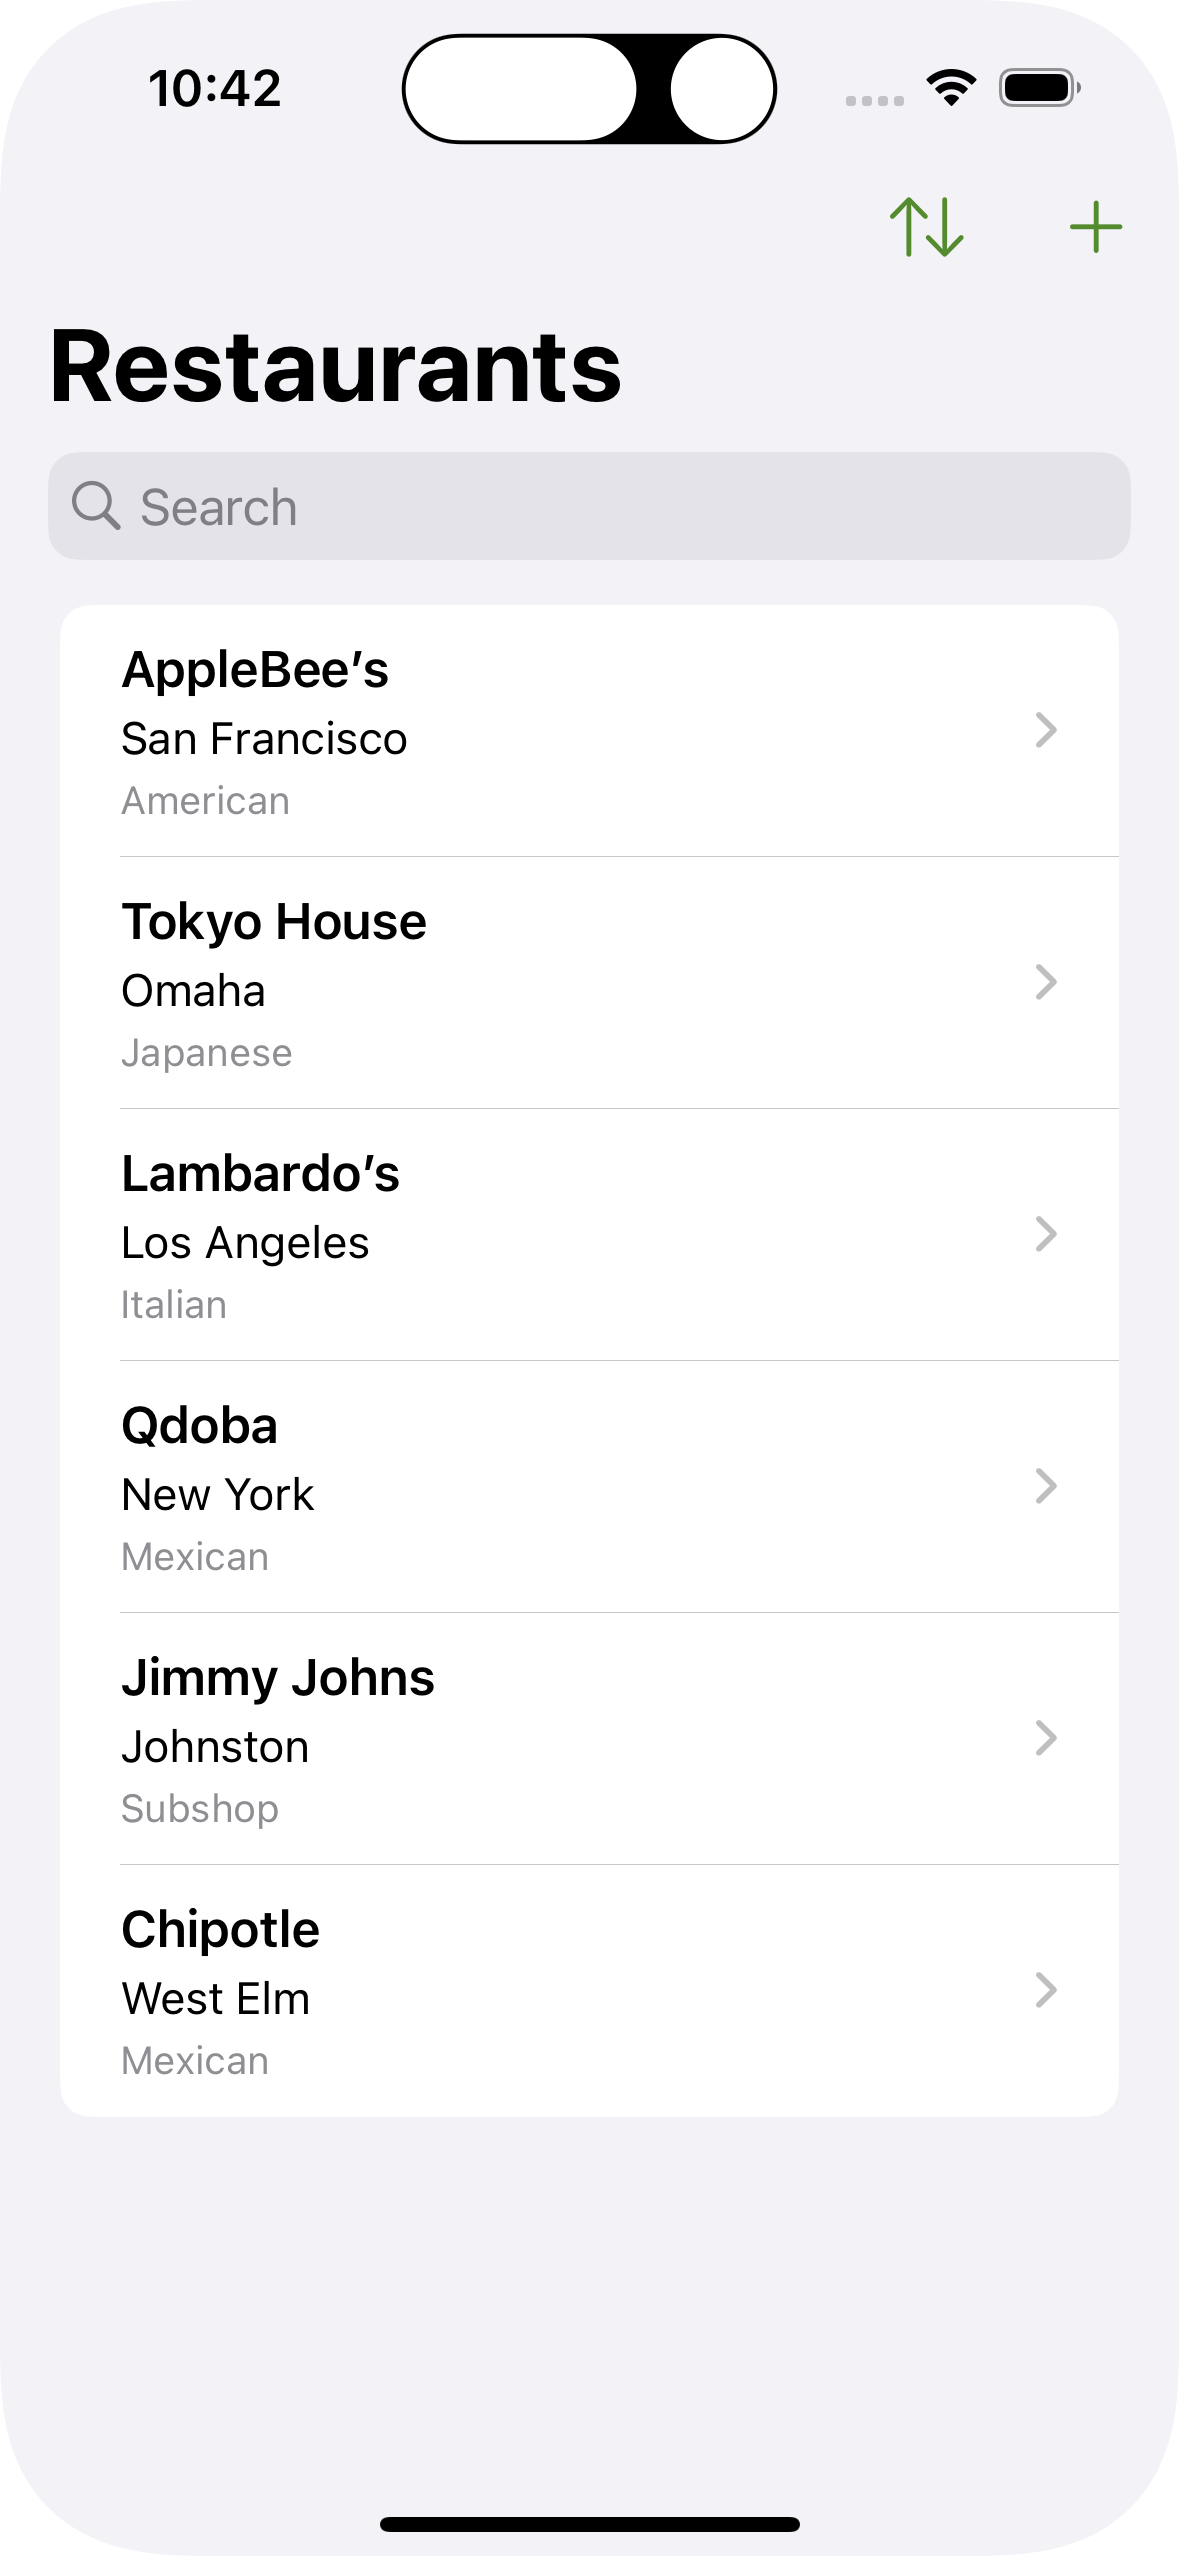 10:42
Restaurants
Search
AppleBee’s
San Francisco
American
Tokyo House
Omaha
Japanese
Lambardo’s
Los Angeles
Italian
Qdoba
New York
Mexican
Jimmy Johns
Johnston
Subshop
Chipotle
West Elm
Mexican